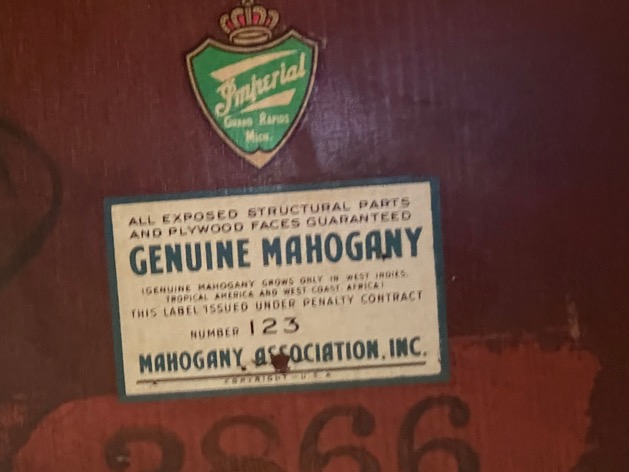 Imperial
GRAND RAPIDS
MICH.
ALL EXPOSED STRUCTURAL PARTS
AND PLYWOOD FACES GUARANTEED
GENUINE MAHOGANY
(GENUINE MAHOGANY GROWS ONLY IN WEST INDIES,
TROPICAL AMERICA AND WEST COAST AFRICA)
THIS LABEL ISSUED UNDER PENALTY CONTRACT
NUMBER 123
MAHOGANY ASSOCIATION, INC.
COPYRIGHT - U.S.A.
2866